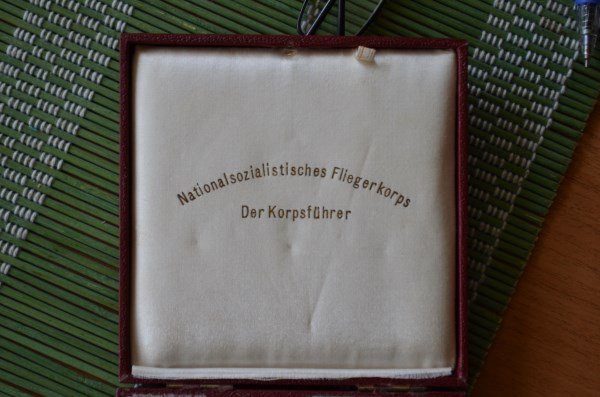 Nationalsozialistisches Fliegerkorps
Der Korpsführer